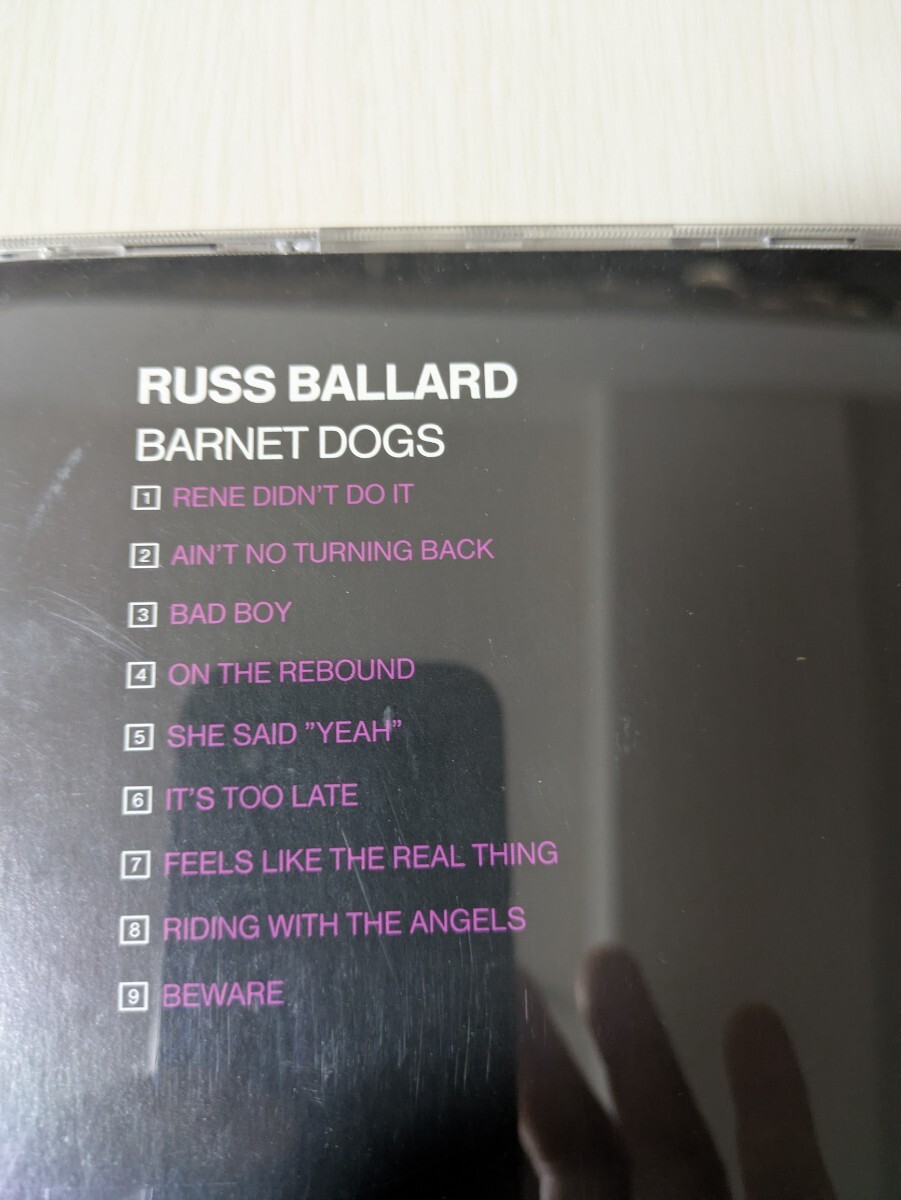 RUSS BALLARD
BARNET DOGS
1 RENE DIDN'T DO IT
2 AIN'T NO TURNING BACK
3 BAD BOY
4 ON THE REBOUND
5 SHE SAID ”YEAH”
6 IT'S TOO LATE
7 FEELS LIKE THE REAL THING
8 RIDING WITH THE ANGELS
9 BEWARE